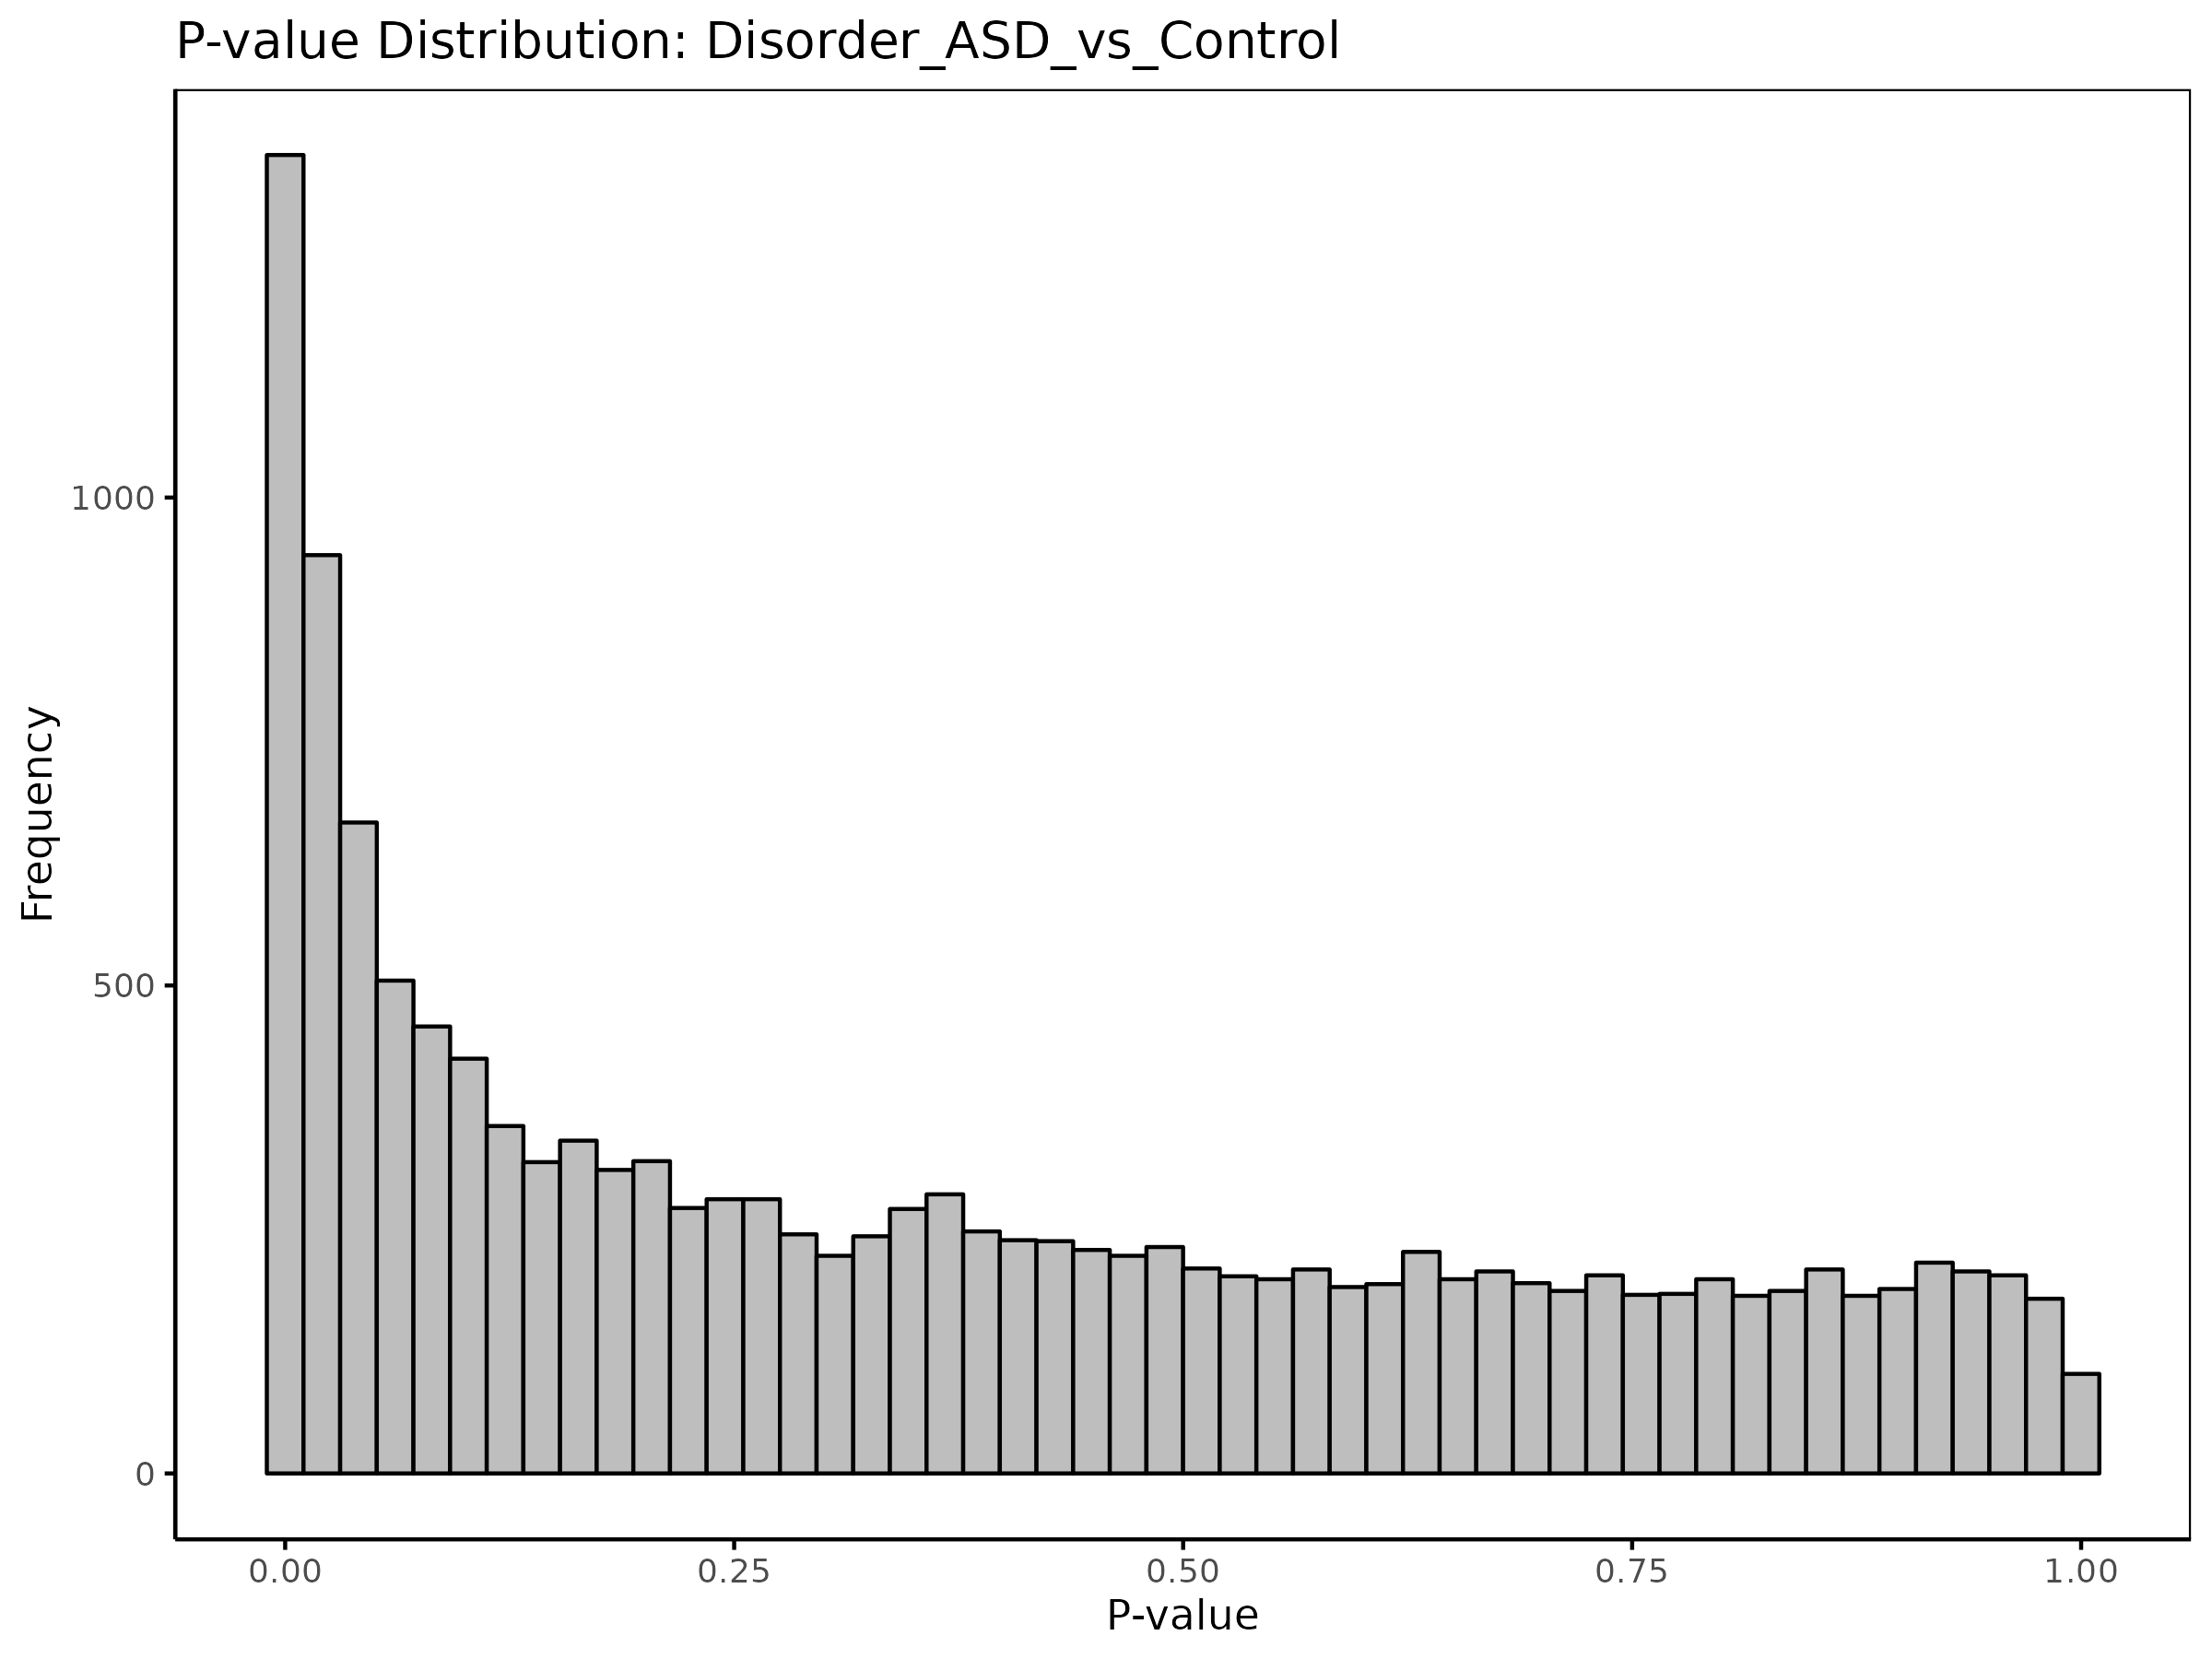 P-value Distribution: Disorder_ASD_vs_Control
Frequency
1000
500
0
0.00 0.25 0.50 0.75 1.00
P-value